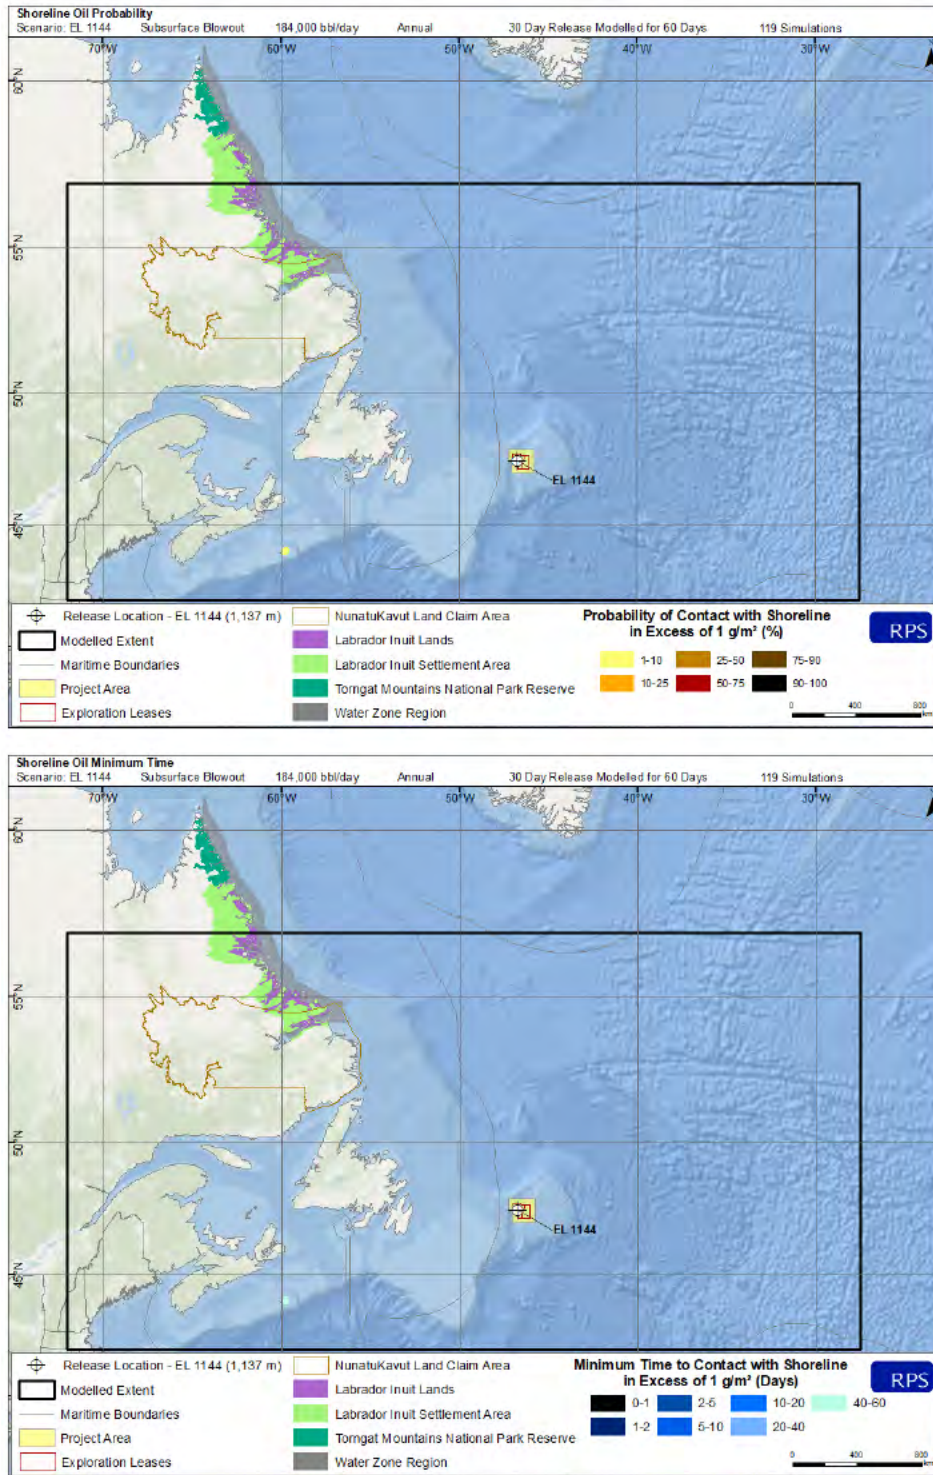 Shoreline Oil Probability
Scenario: EL 1144 Subsurface Blowout 184,000 bbl/day Annual 30 Day Release Modelled for 60 Days 119 Simulations
70°W 60°W 50°W 40°W 30°W
60°N
55°N
50°N
EL 1144
45°N
Release Location - EL 1144 (1,137 m)
Modelled Extent
Maritime Boundaries
Project Area
Exploration Leases
NunatuKavut Land Claim Area
Labrador Inuit Lands
Labrador Inuit Settlement Area
Torngat Mountains National Park Reserve
Water Zone Region
Probability of Contact with Shoreline
in Excess of 1 g/m² (%)
1-10 25-50 75-90
10-25 50-75 90-100
RPS
0 400 800
km
Shoreline Oil Minimum Time
Scenario: EL 1144 Subsurface Blowout 184,000 bbl/day Annual 30 Day Release Modelled for 60 Days 119 Simulations
70°W 60°W 50°W 40°W 30°W
60°N
55°N
50°N
EL 1144
45°N
Release Location - EL 1144 (1,137 m)
Modelled Extent
Maritime Boundaries
Project Area
Exploration Leases
NunatuKavut Land Claim Area
Labrador Inuit Lands
Labrador Inuit Settlement Area
Torngat Mountains National Park Reserve
Water Zone Region
Minimum Time to Contact with Shoreline
in Excess of 1 g/m² (Days)
0-1 2-5 10-20 40-60
1-2 5-10 20-40
RPS
0 400 800
km